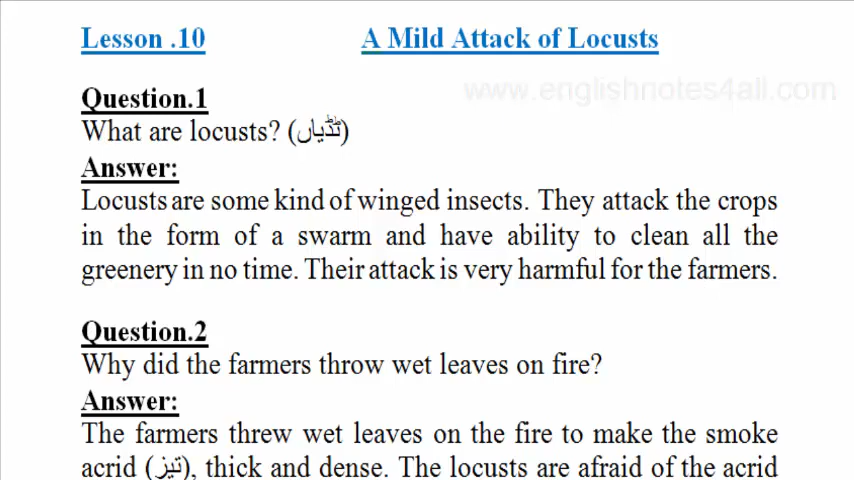 Lesson .10 A Mild Attack of Locusts
www.englishnotes4all.com
Question.1
What are locusts? (ٹڈیاں)
Answer:
Locusts are some kind of winged insects. They attack the crops
in the form of a swarm and have ability to clean all the
greenery in no time. Their attack is very harmful for the farmers.
Question.2
Why did the farmers throw wet leaves on fire?
Answer:
The farmers threw wet leaves on the fire to make the smoke
acrid (تیز), thick and dense. The locusts are afraid of the acrid